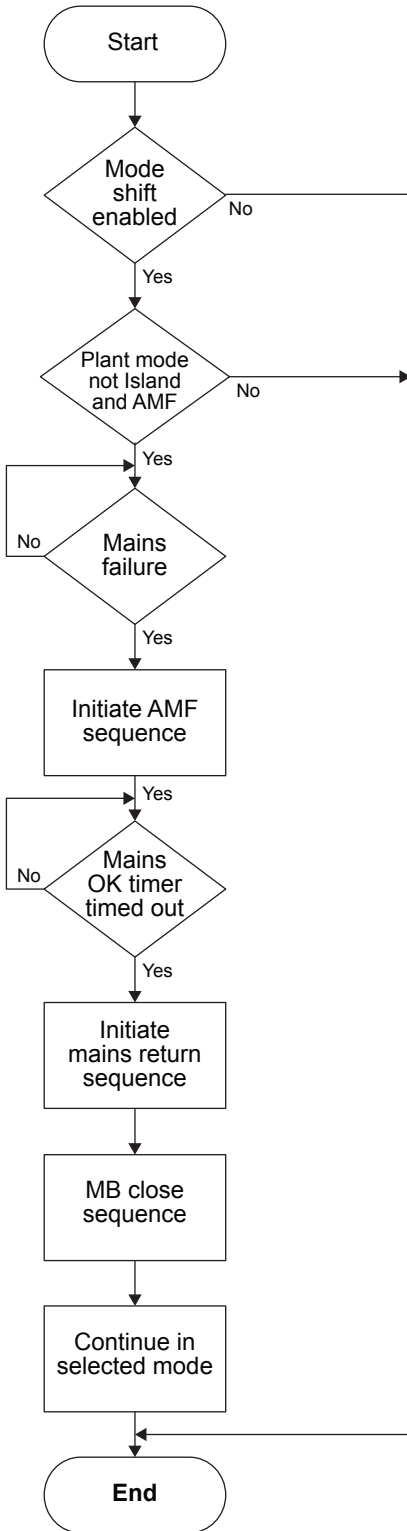 Start
Mode
shift
enabled
No
Yes
Plant mode
not Island
and AMF
No
Yes
No
Mains
failure
Yes
Initiate AMF
sequence
Yes
No
Mains
OK timer
timed out
Yes
Initiate
mains return
sequence
MB close
sequence
Continue in
selected mode
End